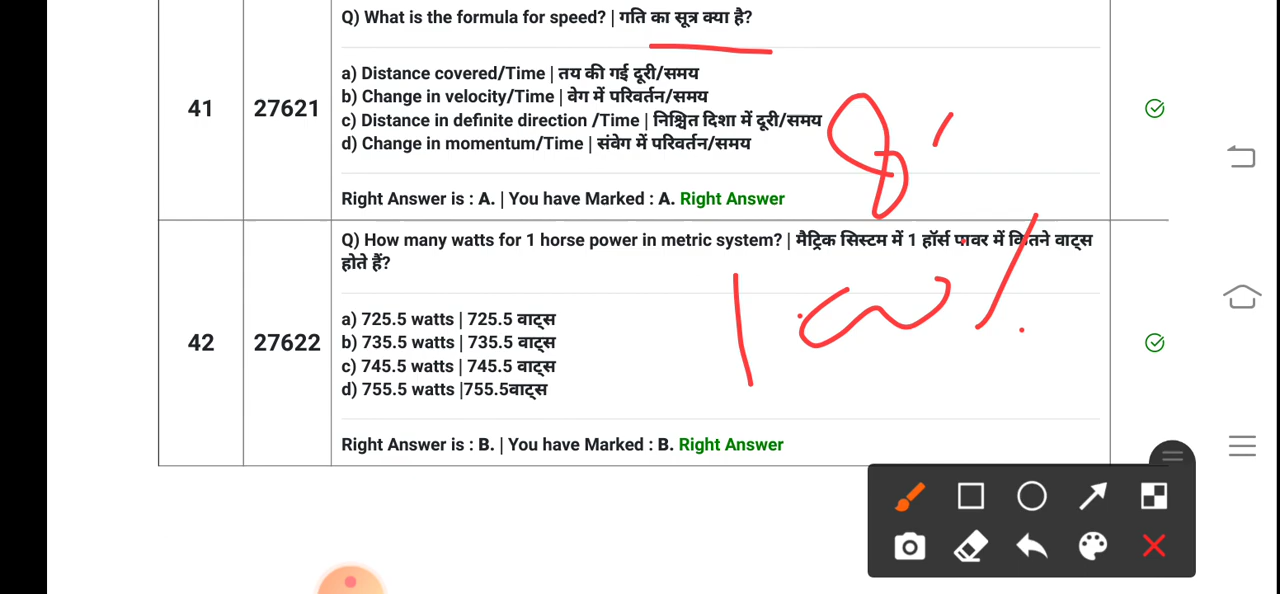 Q) What is the formula for speed? | गति का सूत्र क्या है?
a) Distance covered/Time | तय की गई दूरी/समय
41 27621 b) Change in velocity/Time | वेग में परिवर्तन/समय
c) Distance in definite direction /Time | निश्चित दिशा में दूरी/समय
d) Change in momentum/Time | संवेग में परिवर्तन/समय
Right Answer is : A. | You have Marked : A. Right Answer
Q) How many watts for 1 horse power in metric system? | मैट्रिक सिस्टम में 1 हॉर्स पावर में कितने वाट्स
होते हैं?
a) 725.5 watts | 725.5 वाट्स
42 27622 b) 735.5 watts | 735.5 वाट्स
c) 745.5 watts | 745.5 वाट्स
d) 755.5 watts |755.5वाट्स
Right Answer is : B. | You have Marked : B. Right Answer